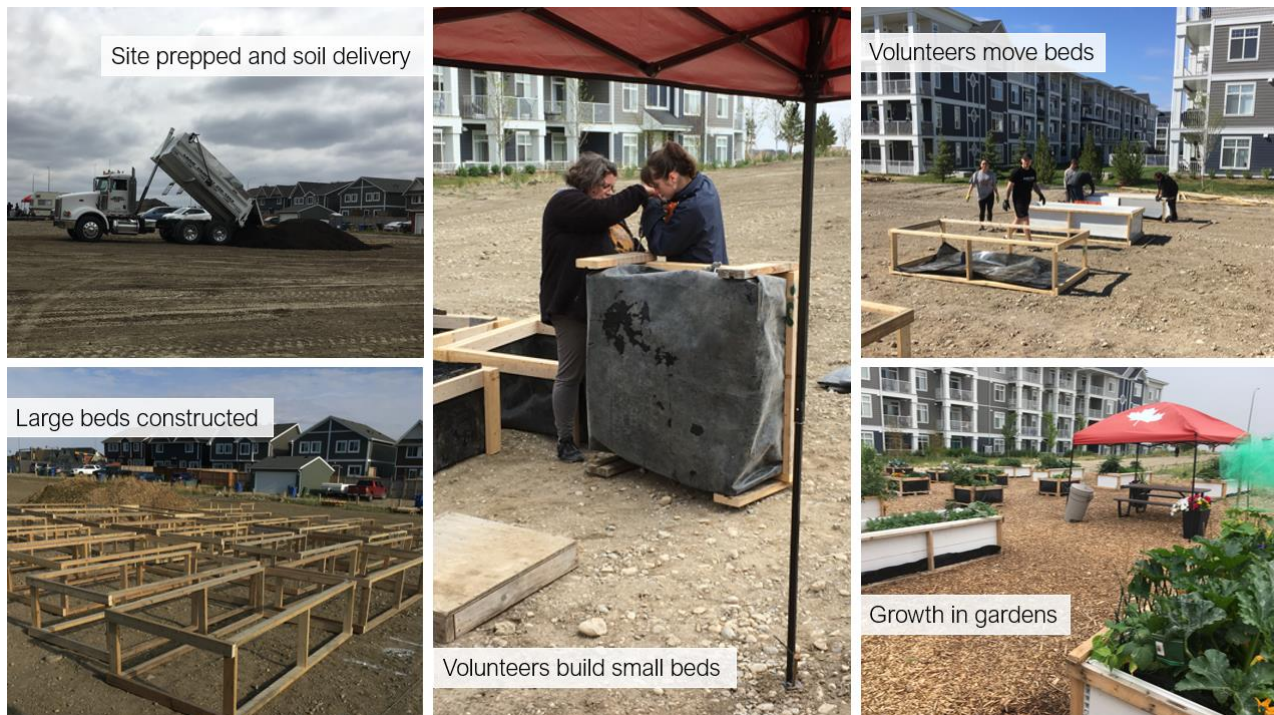 Site prepped and soil delivery
Large beds constructed
Volunteers build small beds
Volunteers move beds
Growth in gardens